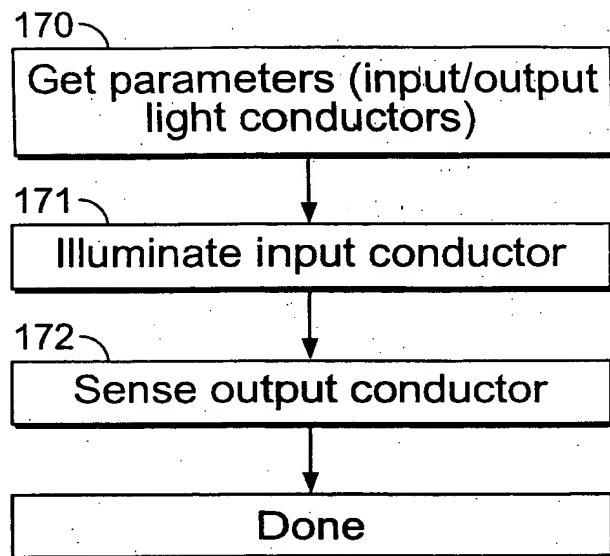 170
Get parameters (input/output
light conductors)
171
Illuminate input conductor
172
Sense output conductor
Done